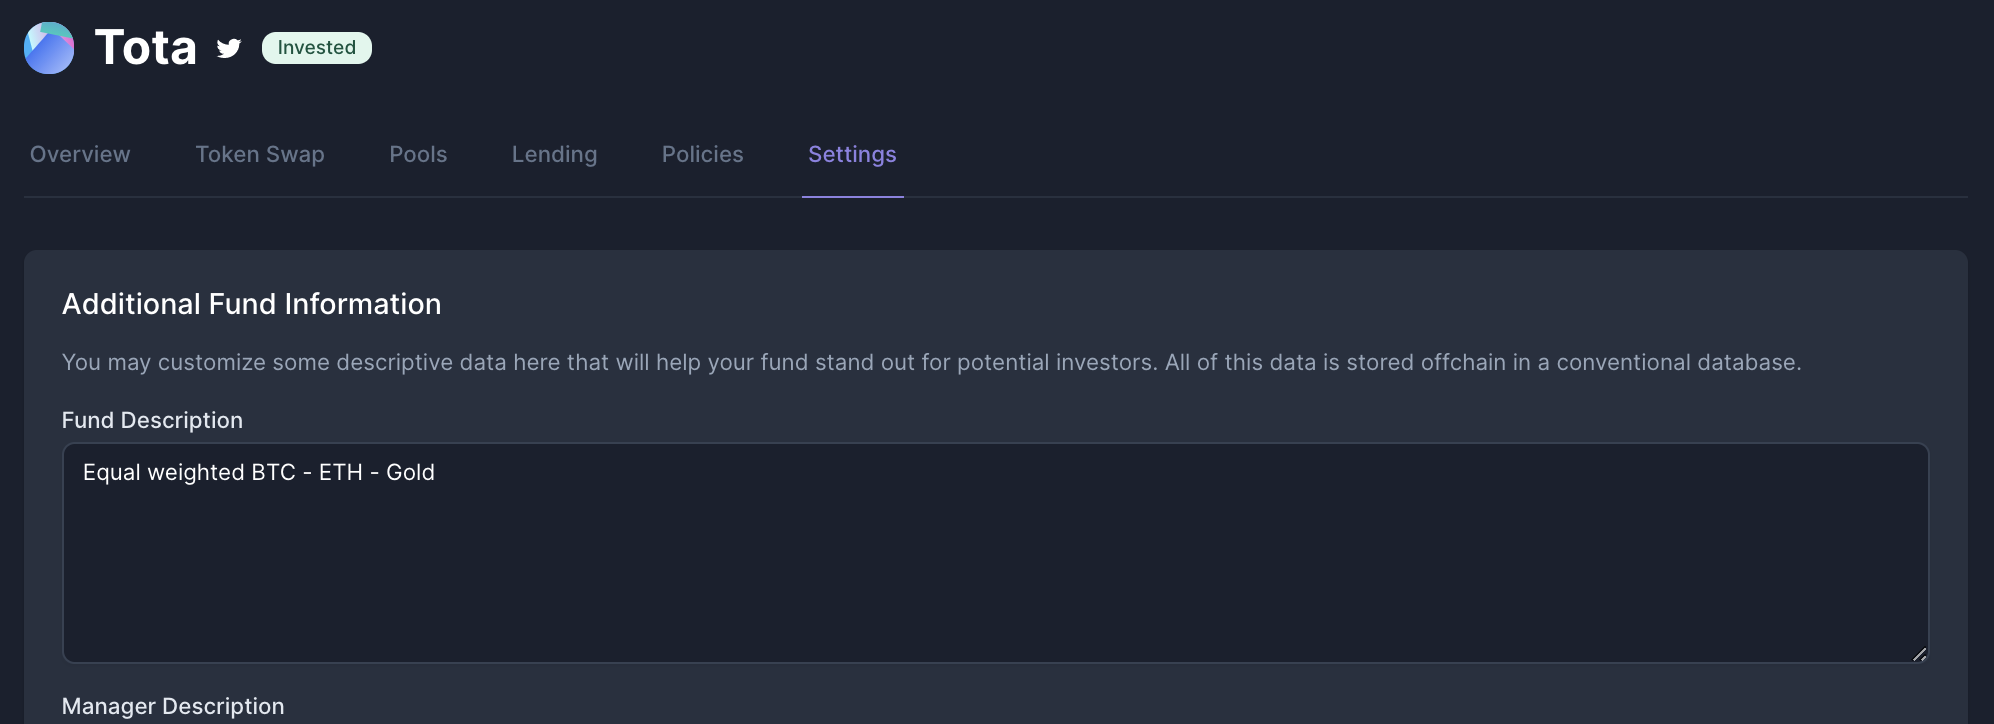 Tota Invested
Overview Token Swap Pools Lending Policies Settings
Additional Fund Information
You may customize some descriptive data here that will help your fund stand out for potential investors. All of this data is stored offchain in a conventional database.
Fund Description
Equal weighted BTC - ETH - Gold
Manager Description